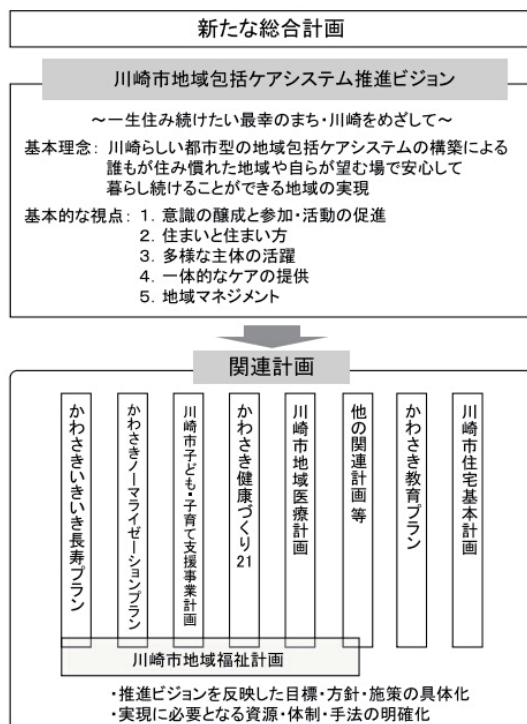 新たな総合計画
川崎市地域包括ケアシステム推進ビジョン
～一生住み続けたい最幸のまち・川崎をめざして～
基本理念：川崎らしい都市型の地域包括ケアシステムの構築による
誰もが住み慣れた地域や自らが望む場で安心して
暮らし続けることができる地域の実現
基本的な視点：1．意識の醸成と参加・活動の促進
2．住まいと住まい方
3．多様な主体の活躍
4．一体的なケアの提供
5．地域マネジメント
関連計画
かわさきいきいき長寿プラン
かわさきノーマライゼーションプラン
川崎市子ども・子育て支援事業計画
かわさき健康づくり21
川崎市地域医療計画
他の関連計画 等
かわさき教育プラン
川崎市住宅基本計画
川崎市地域福祉計画
・推進ビジョンを反映した目標・方針・施策の具体化
・実現に必要となる資源・体制・手法の明確化